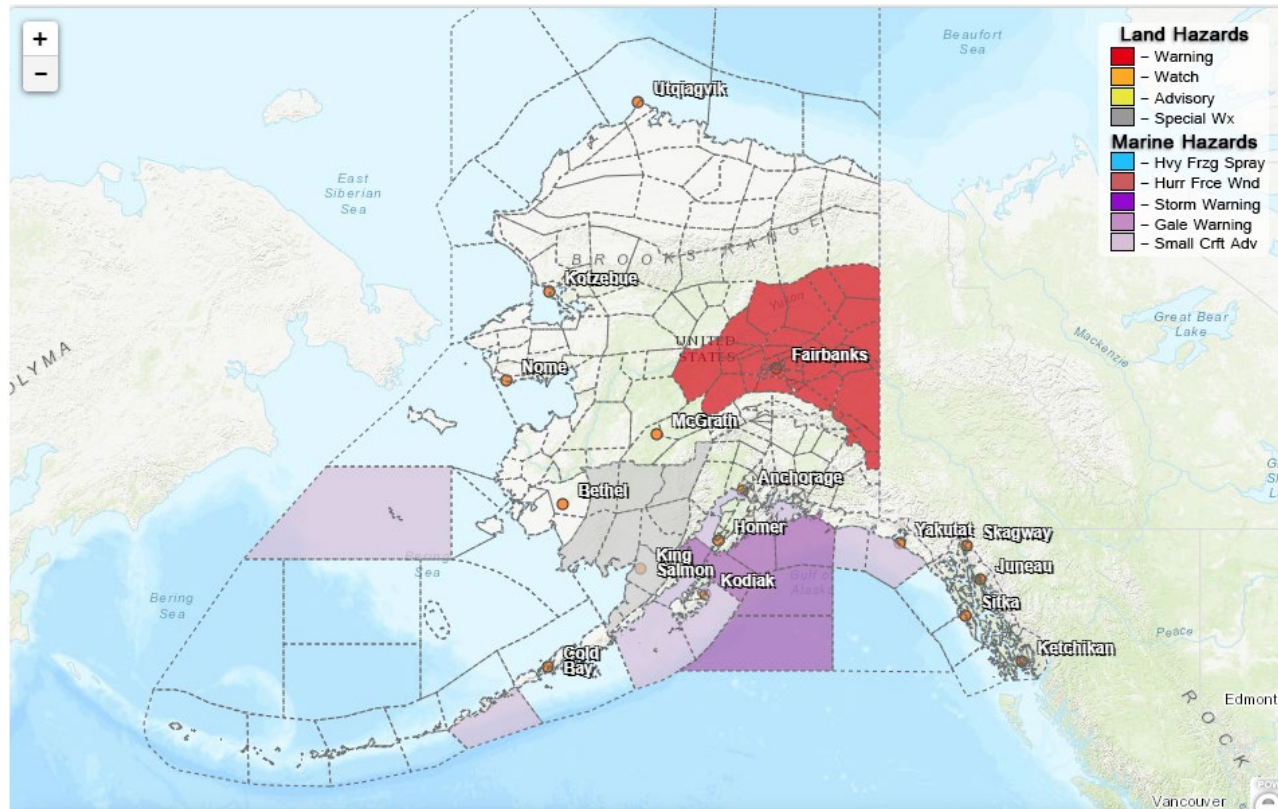 +
−
Beaufort
Sea
Land Hazards
– Warning
– Watch
– Advisory
– Special Wx
Marine Hazards
– Hvy Frzg Spray
– Hurr Frce Wnd
– Storm Warning
– Gale Warning
– Small Crft Adv
Utqiagvik
East
Siberian
Sea
BROOKS RANGE
Kotzebue
Yukon
Great Bear
Lake
Mackenzie
UNITED
STATES
Fairbanks
OLYMA
Nome
McGrath
Anchorage
Bethel
Homer
Yakutat
Skagway
King
Salmon
Bering
Sea
Kodiak
Gulf of
Alaska
Juneau
Bering
Sea
Sitka
Peace
Ketchikan
Cold
Bay
Edmont
ROCK
Vancouver